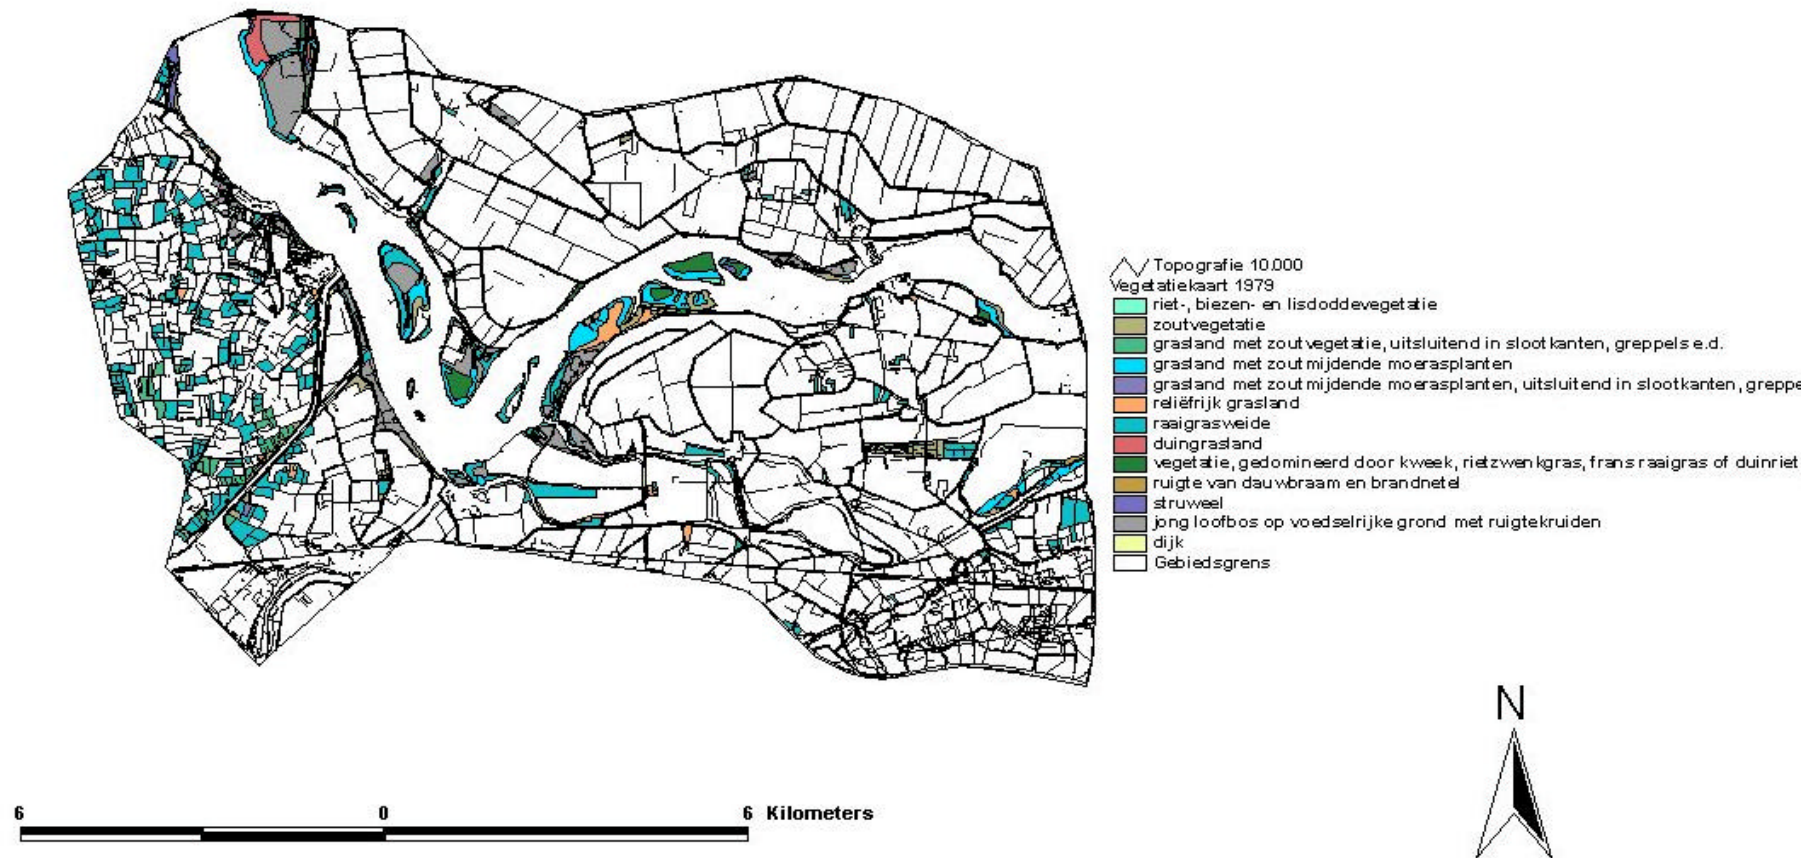 Topografie 10.000
Vegetatiekaart 1979
riet-, biezen- en lisdoddevegetatie
zoutvegetatie
grasland met zoutvegetatie, uitsluitend in slootkanten, greppels e.d.
grasland met zoutmijdende moerasplanten
grasland met zoutmijdende moerasplanten, uitsluitend in slootkanten, greppe
reliëfrijk grasland
raaigrasweide
duingrasland
vegetatie, gedomineerd door kweek, rietzwenkgras, frans raaigras of duinriet
ruigte van dauwbraam en brandnetel
struweel
jong loofbos op voedselrijke grond met ruigtekruiden
dijk
Gebiedsgrens
N
6 0 6 Kilometers